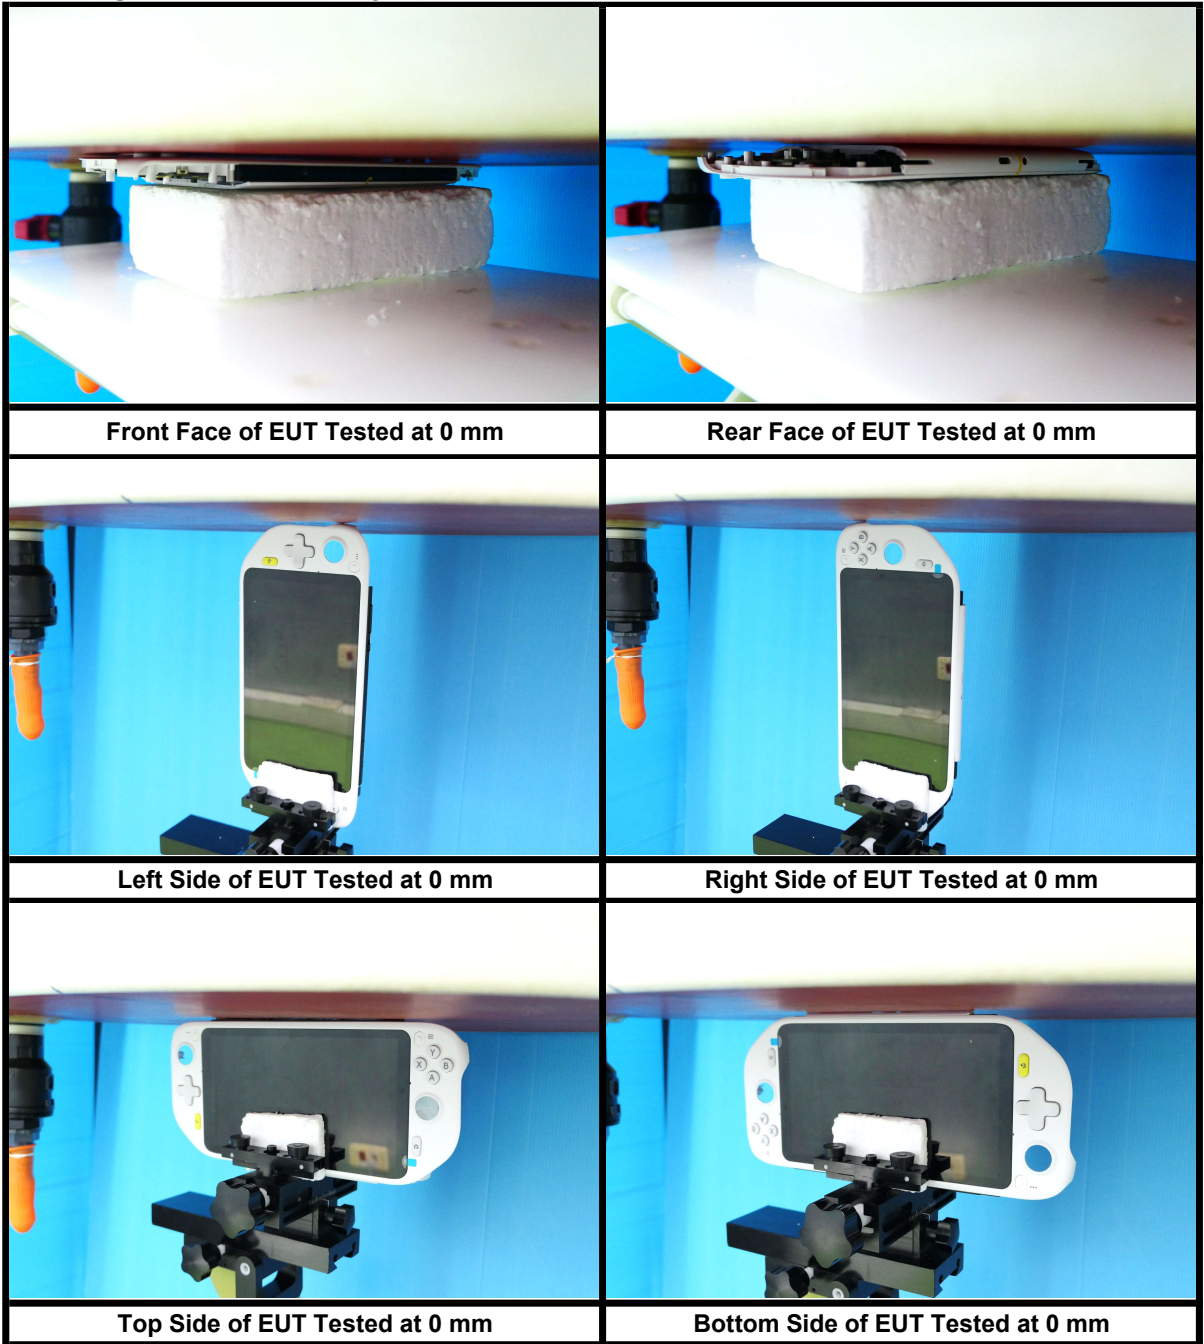 Front Face of EUT Tested at 0 mm
Rear Face of EUT Tested at 0 mm
Left Side of EUT Tested at 0 mm
Right Side of EUT Tested at 0 mm
Y
X
B
A
Top Side of EUT Tested at 0 mm
Bottom Side of EUT Tested at 0 mm